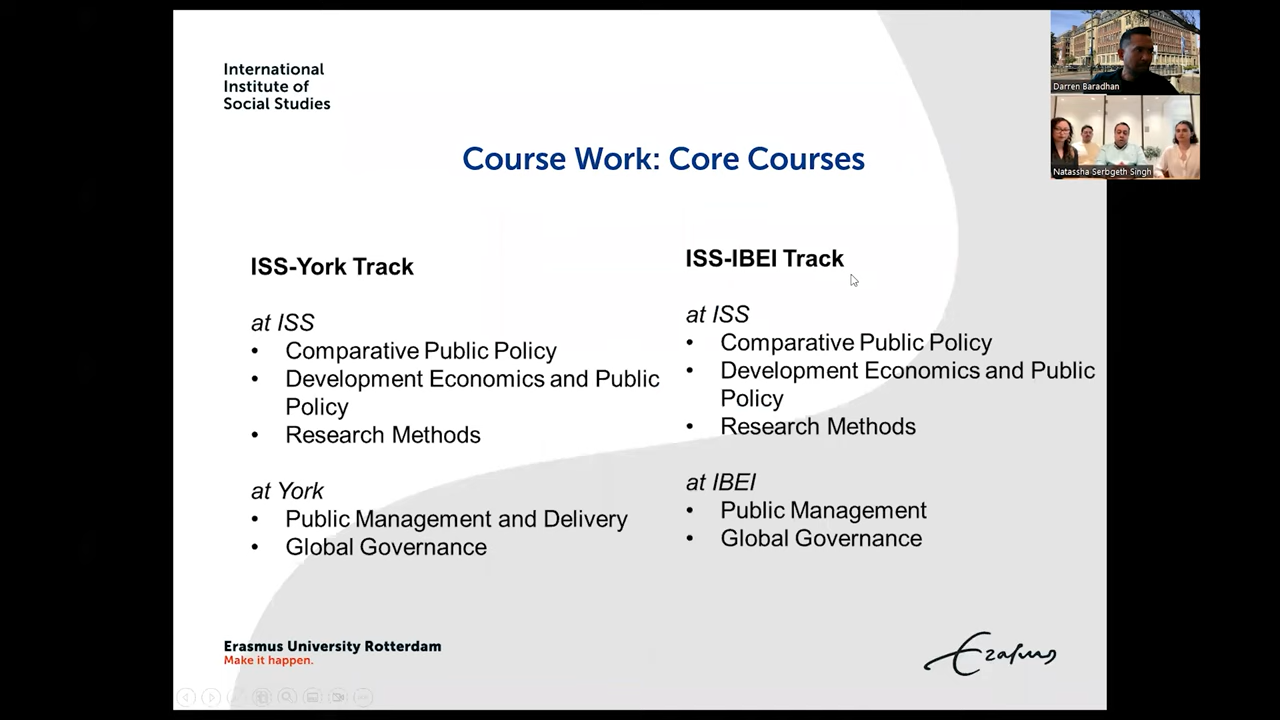 International
Institute of
Social Studies
Darren Baradhan
Natassha Serbgeth Singh
Course Work: Core Courses
ISS-York Track
at ISS
• Comparative Public Policy
• Development Economics and Public
Policy
• Research Methods
at York
• Public Management and Delivery
• Global Governance
ISS-IBEI Track
at ISS
• Comparative Public Policy
• Development Economics and Public
Policy
• Research Methods
at IBEI
• Public Management
• Global Governance
Erasmus University Rotterdam
Make it happen.
Erasmus